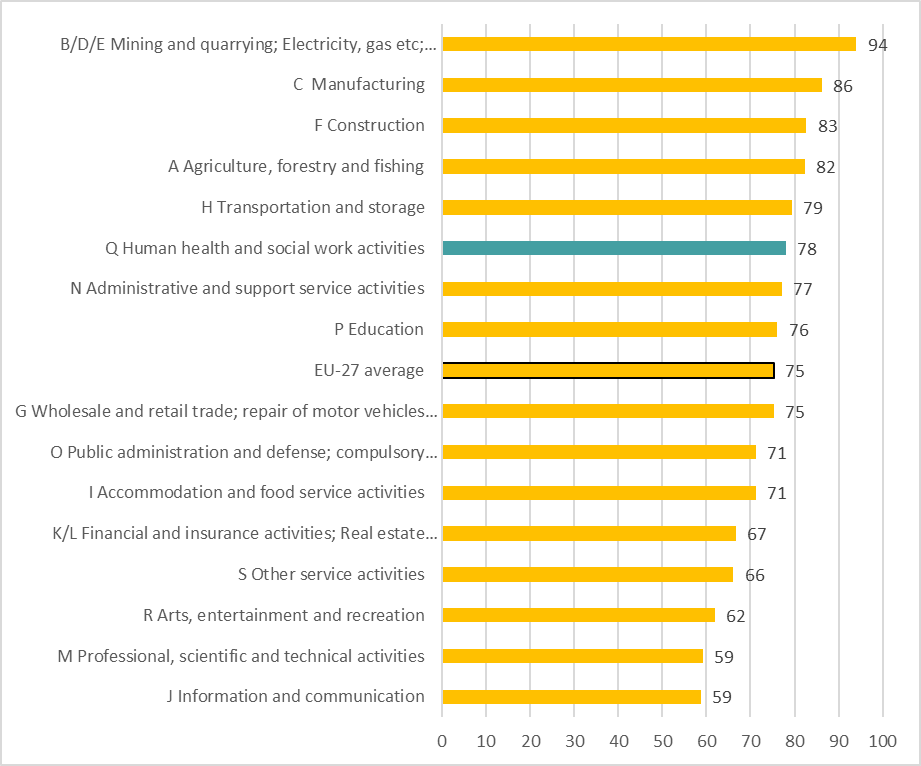 B/D/E Mining and quarrying; Electricity, gas etc;... 94
C  Manufacturing 86
F Construction 83
A Agriculture, forestry and fishing 82
H Transportation and storage 79
Q Human health and social work activities 78
N Administrative and support service activities 77
P Education 76
EU-27 average 75
G Wholesale and retail trade; repair of motor vehicles... 75
O Public administration and defense; compulsory... 71
I Accommodation and food service activities 71
K/L Financial and insurance activities; Real estate... 67
S Other service activities 66
R Arts, entertainment and recreation 62
M Professional, scientific and technical activities 59
J Information and communication 59
0 10 20 30 40 50 60 70 80 90 100